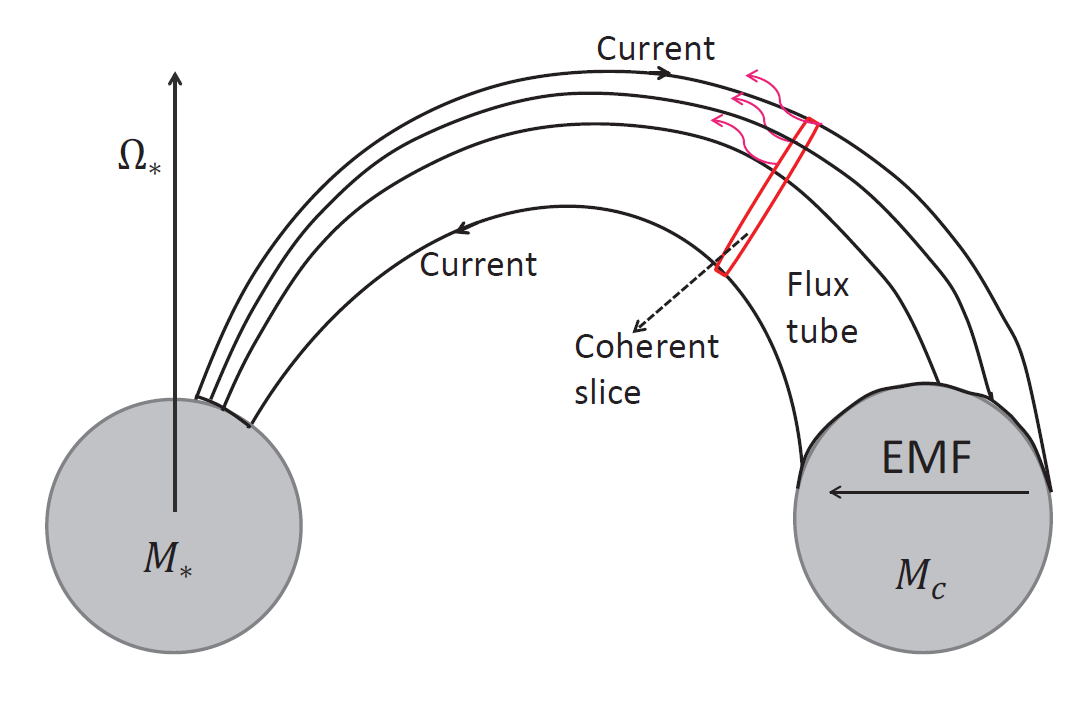 Current
Ω*
Current
Flux
tube
Coherent
slice
EMF
M*
Mc